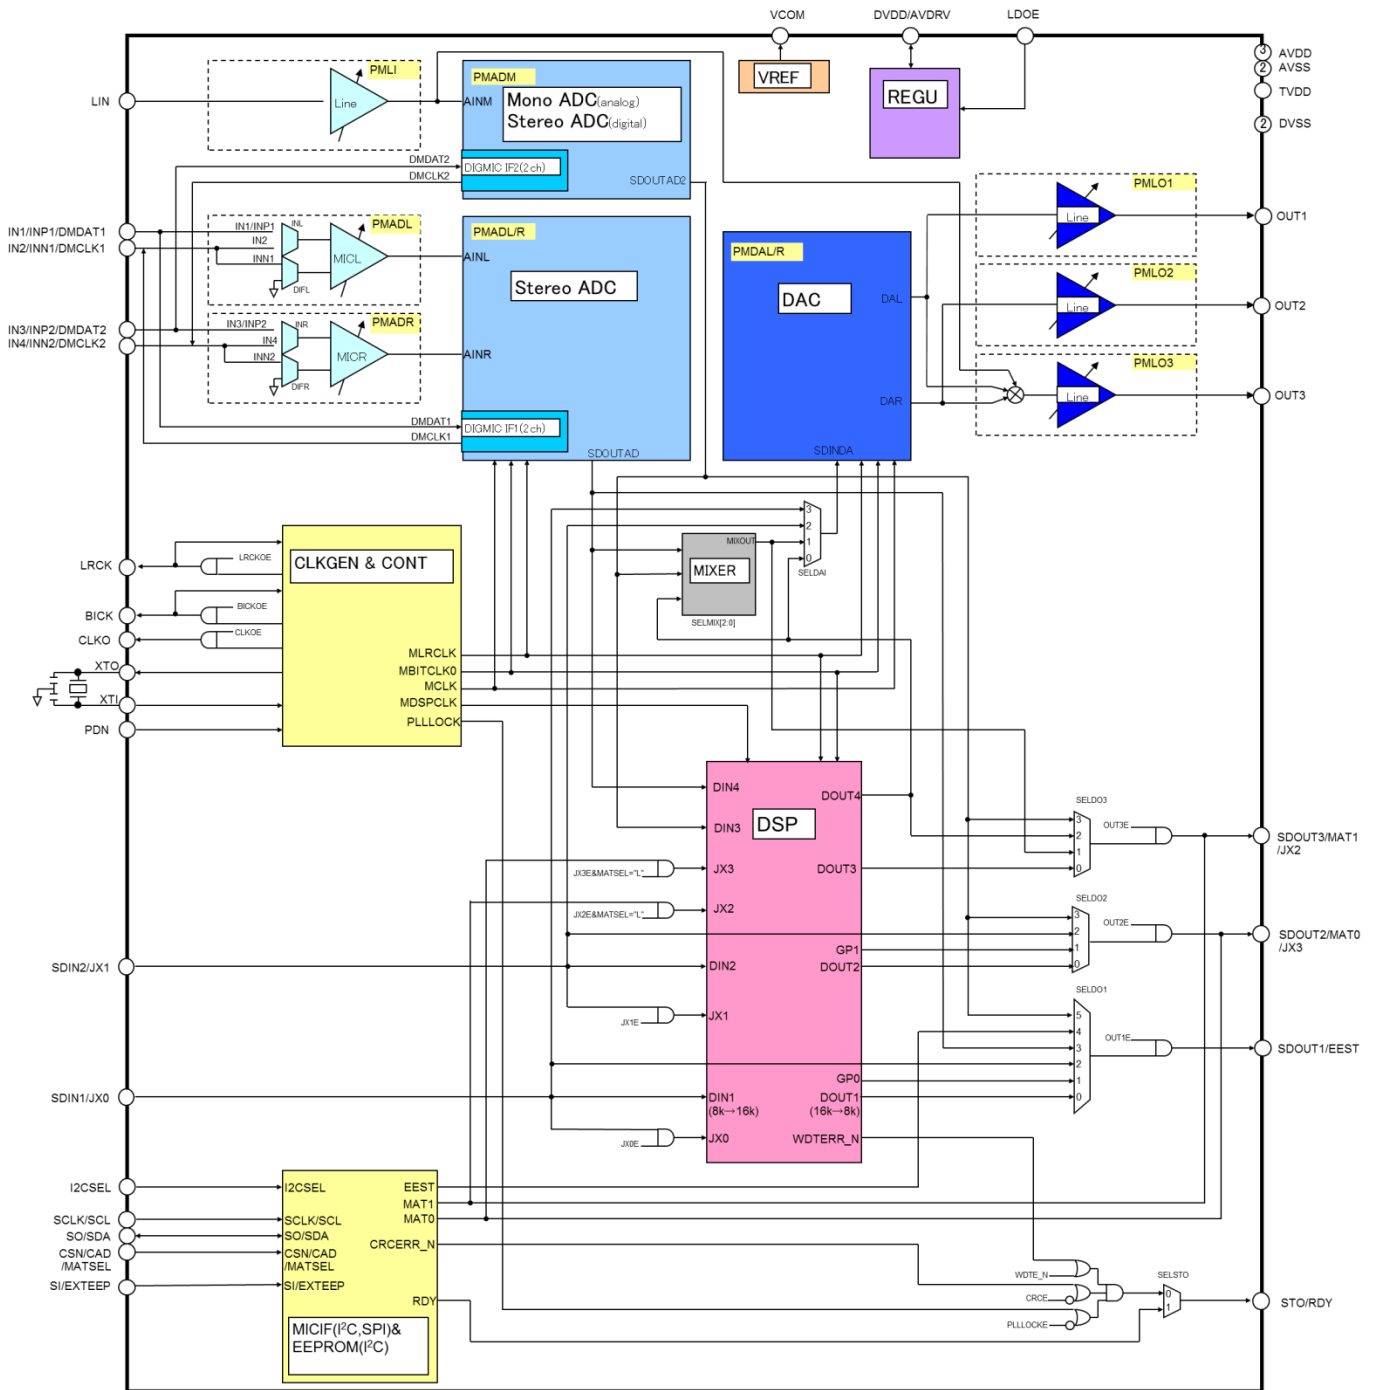 VCOM
DVDD/AVDRV
LDOE
AVDD
3
AVSS
2
TVDD
DVSS
2
LIN
PMLI
Line
PMADM
AINM
Mono ADC(analog)
Stereo ADC(digital)
VREF
REGU
DMDAT2
DMCLK2
DIGMIC IF2(2ch)
SDOUTAD2
IN1/INP1/DMDAT1
IN2/INN1/DMCLK1
IN1/INP1
IN2
INN1
INL
DIFL
PMADL
MICL
PMADL/R
AINL
Stereo ADC
IN3/INP2/DMDAT2
IN4/INN2/DMCLK2
IN3/INP2
IN4
INN2
INR
DIFR
PMADR
MICR
AINR
DMDAT1
DMCLK1
DIGMIC IF1(2ch)
SDOUTAD
PMDAL/R
DAC
DAL
DAR
SDINDA
PMLO1
Line
OUT1
PMLO2
Line
OUT2
PMLO3
Line
OUT3
LRCK
LRCKOE
BICK
BICKOE
CLKO
CLKOE
XTO
XTI
PDN
CLKGEN & CONT
MLRCLK
MBITCLK0
MCLK
MDSPCLK
PLLLOCK
MIXER
MIXOUT
SELMIX[2:0]
3
2
1
0
SELDAI
DSP
DIN4
DIN3
JX3
JX2
DIN2
JX1
DIN1
(8k→16k)
JX0
DOUT4
DOUT3
GP1
DOUT2
GP0
DOUT1
(16k→8k)
WDTERR_N
JX3E&MATSEL="L"
JX2E&MATSEL="L"
JX1E
JX0E
SDIN2/JX1
SDIN1/JX0
SELDO3
3
2
1
0
OUT3E
SDOUT3/MAT1
/JX2
SELDO2
3
2
1
0
OUT2E
SDOUT2/MAT0
/JX3
SELDO1
5
4
3
2
1
0
OUT1E
SDOUT1/EEST
I2CSEL
SCLK/SCL
SO/SDA
CSN/CAD
/MATSEL
SI/EXTEEP
I2CSEL
SCLK/SCL
SO/SDA
CSN/CAD
/MATSEL
SI/EXTEEP
EEST
MAT1
MAT0
CRCERR_N
RDY
MICIF(I²C,SPI)&
EEPROM(I²C)
WDTE_N
CRCE
PLLLOCKE
SELSTO
0
1
STO/RDY